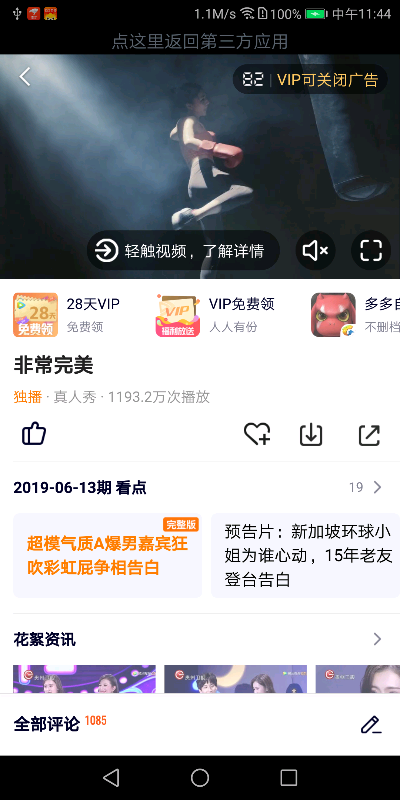 1.1M/s 100% 中午11:44
点这里返回第三方应用
82 VIP可关闭广告
轻触视频，了解详情
28天VIP
免费领
VIP免费领
人人有份
多多自
不删档
28天
免费领
VIP
福利放送
非常完美
独播 · 真人秀 · 1193.2万次播放
2019-06-13期 看点
19
完整版
超模气质A爆男嘉宾狂
吹彩虹屁争相告白
预告片：新加坡环球小
姐为谁心动，15年老友
登台告白
花絮资讯
全部评论 1085